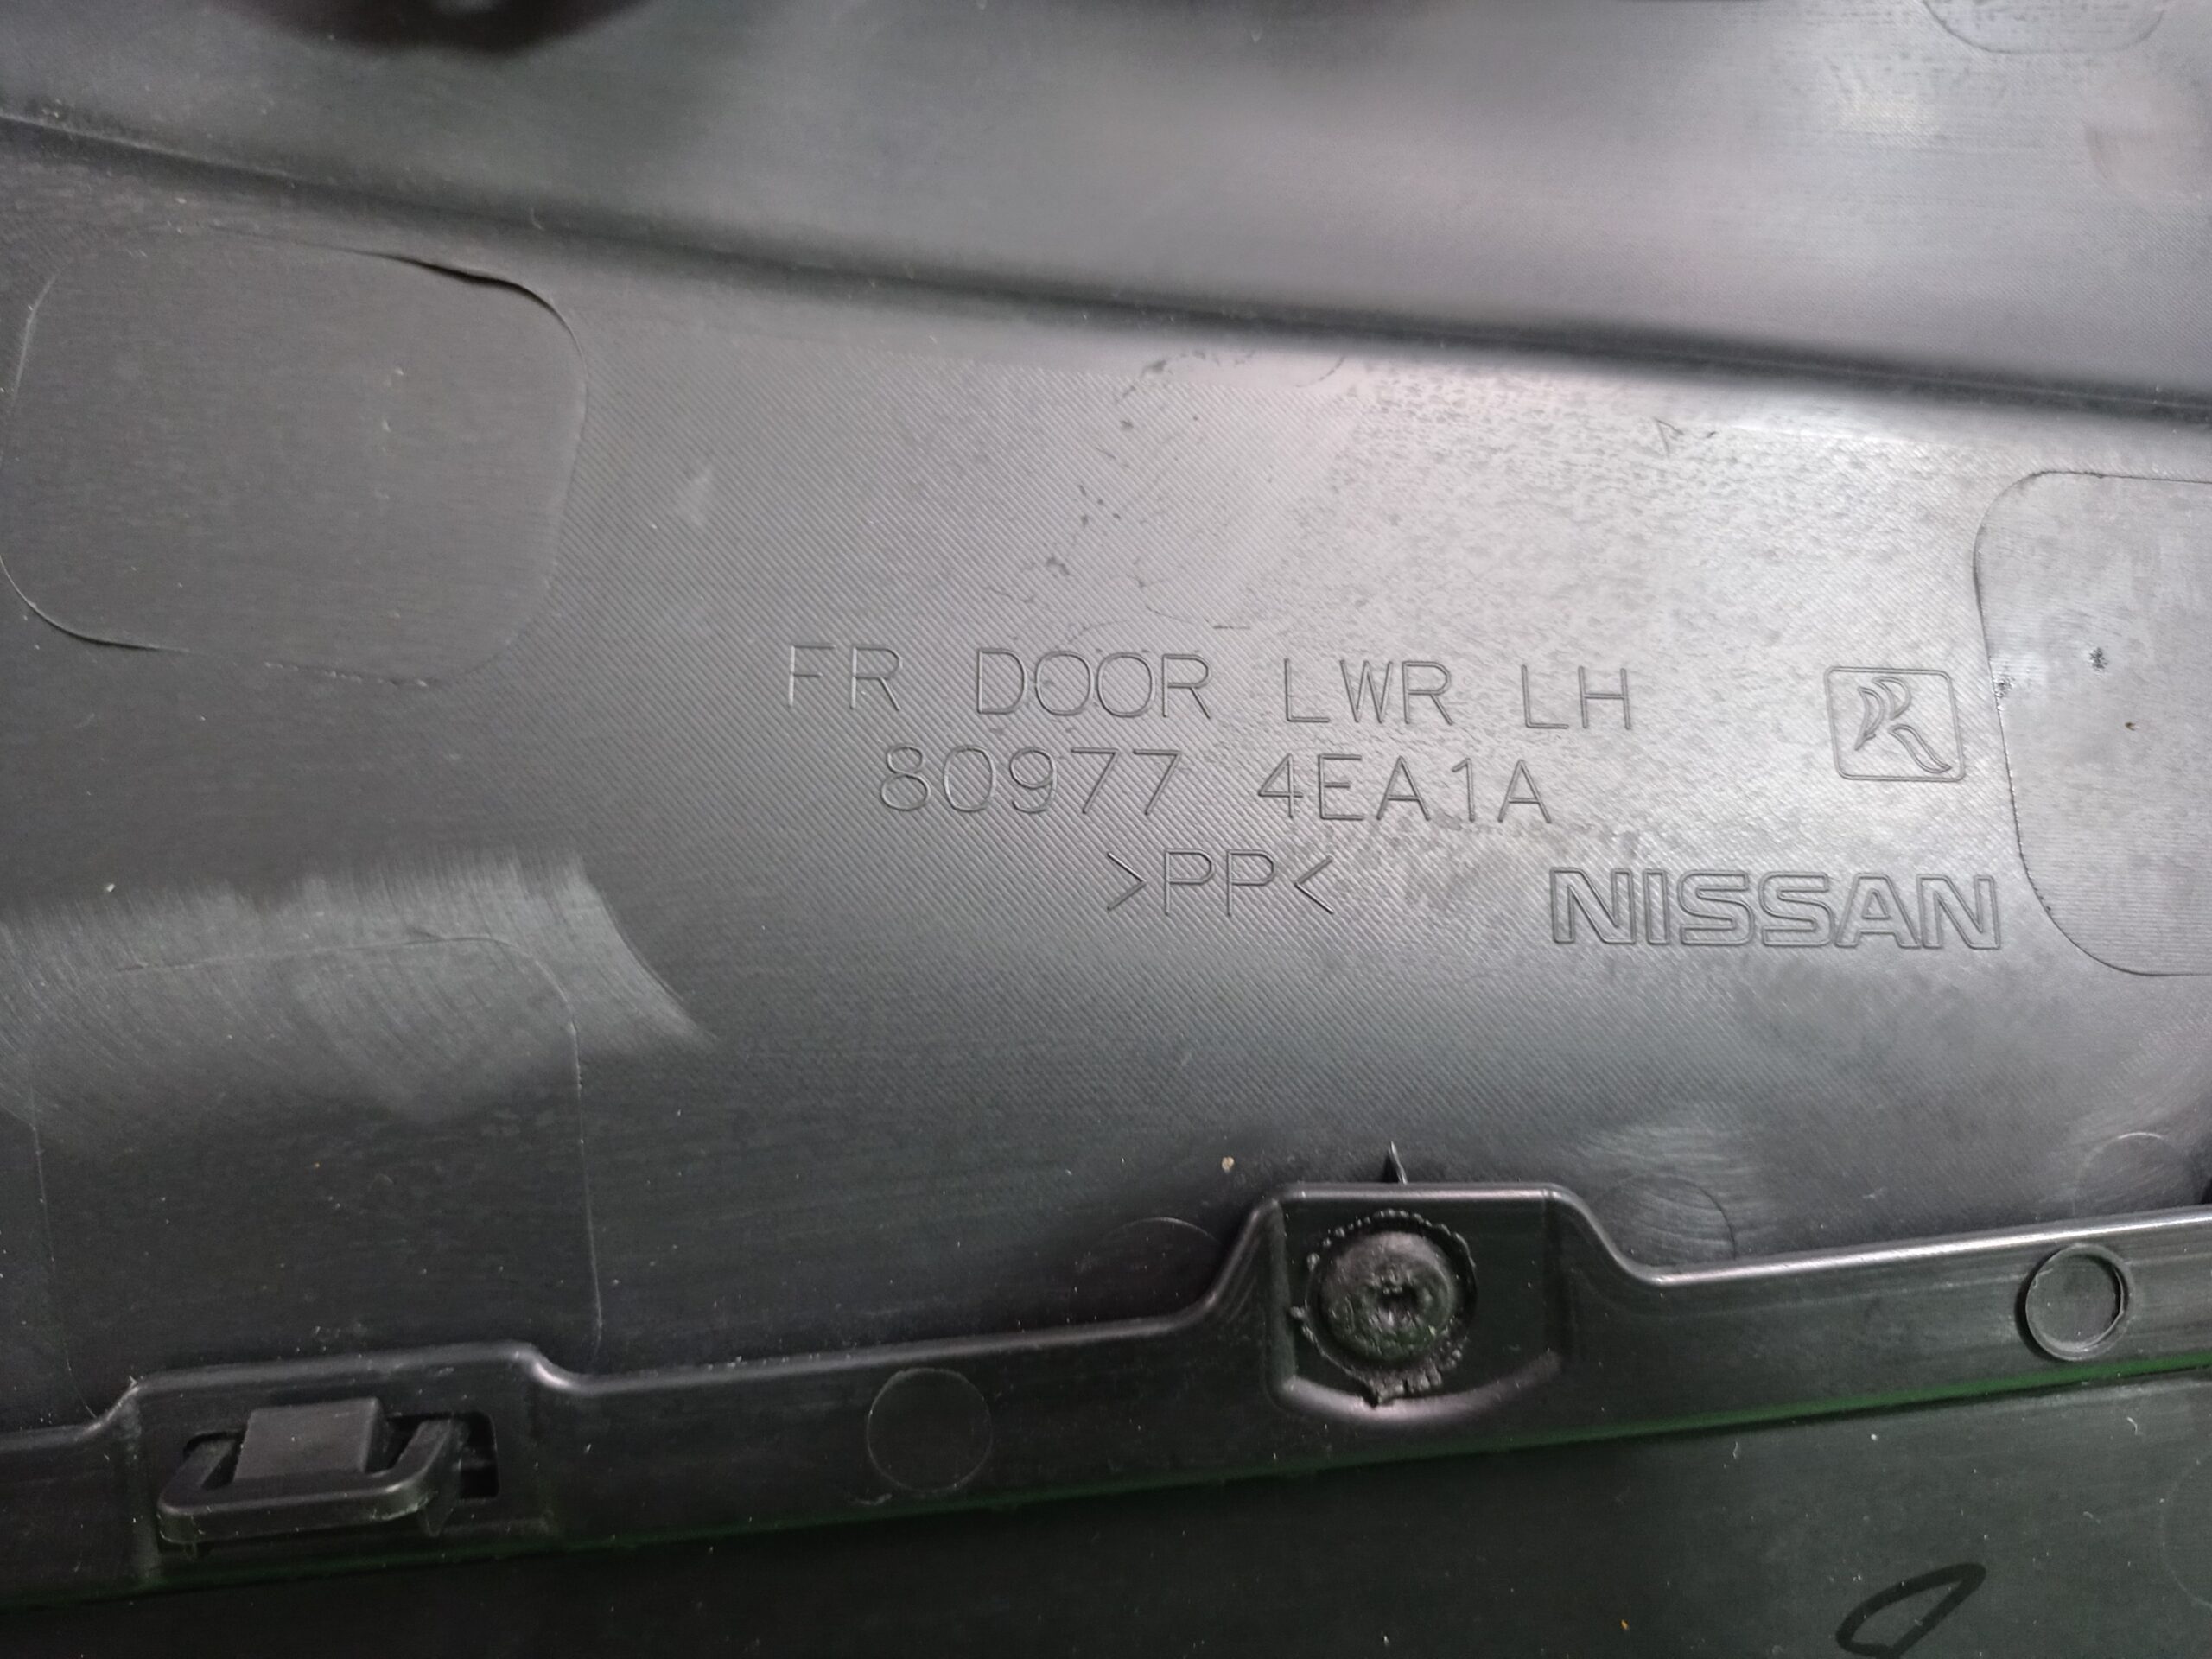 FR DOOR LWR LH
80977 4EA1A
>PP<
NISSAN